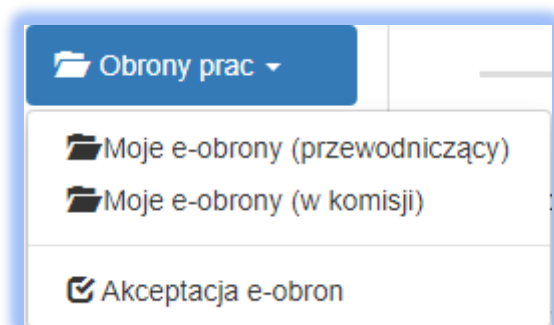 Obrony prac
Moje e-obrony (przewodniczący)
Moje e-obrony (w komisji)
Akceptacja e-obron